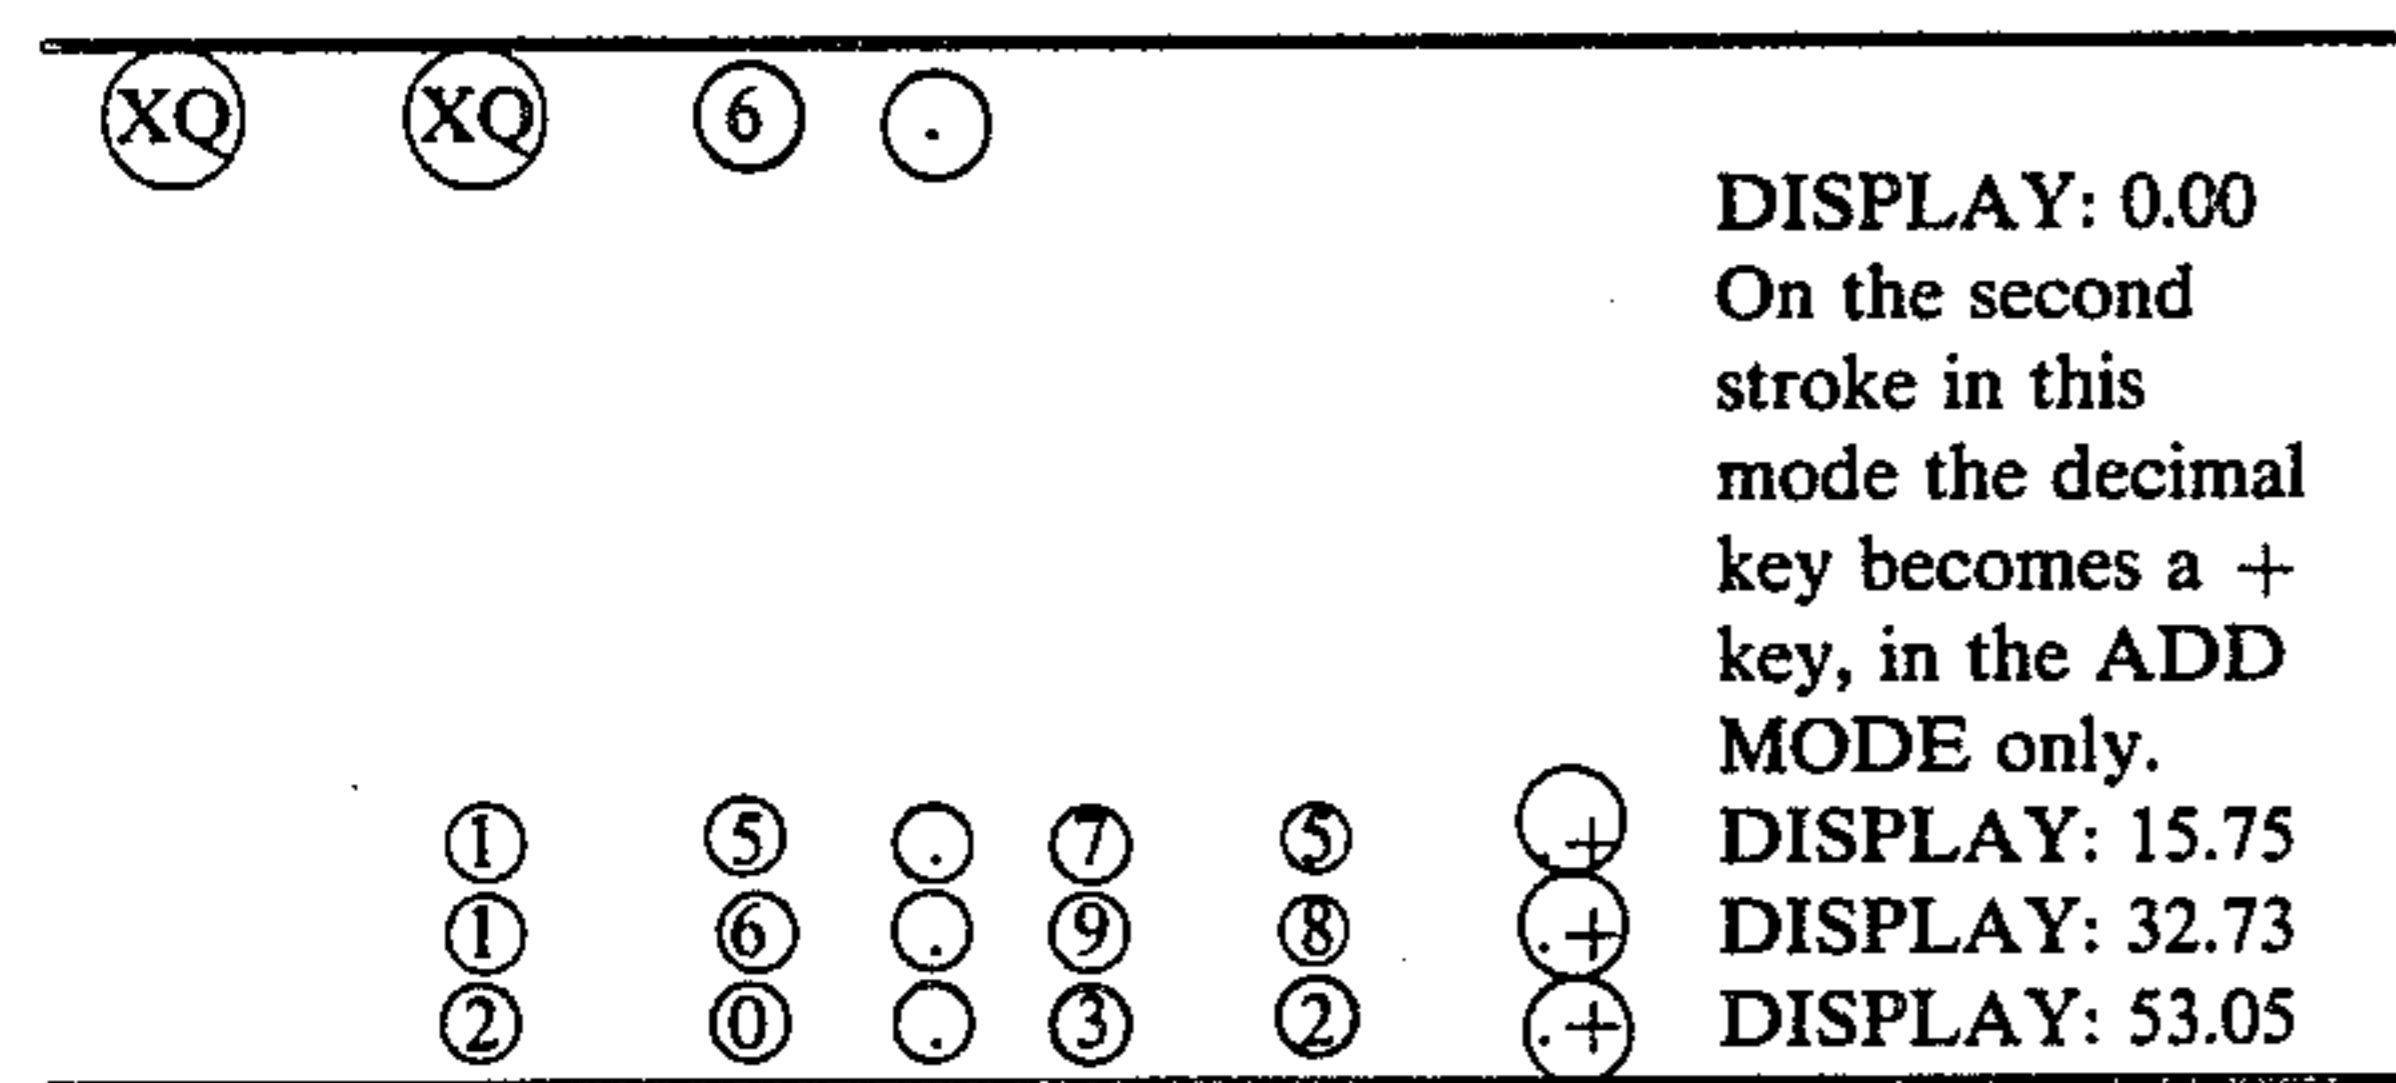 XQ XQ 6 .
DISPLAY: 0.00
On the second
stroke in this
mode the decimal
key becomes a +
key, in the ADD
MODE only.
1 5 . 7 5 .+ DISPLAY: 15.75
1 6 . 9 8 .+ DISPLAY: 32.73
2 0 . 3 2 .+ DISPLAY: 53.05